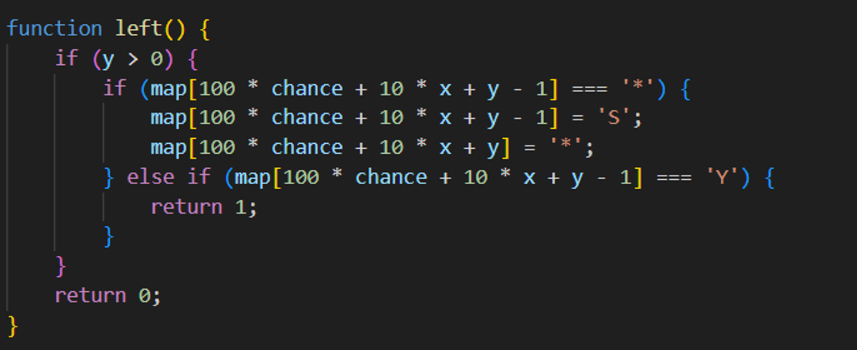 function left() {
    if (y > 0) {
        if (map[100 * chance + 10 * x + y - 1] === '*') {
            map[100 * chance + 10 * x + y - 1] = 'S';
            map[100 * chance + 10 * x + y] = '*';
        } else if (map[100 * chance + 10 * x + y - 1] === 'Y') {
            return 1;
        }
    }
    return 0;
}